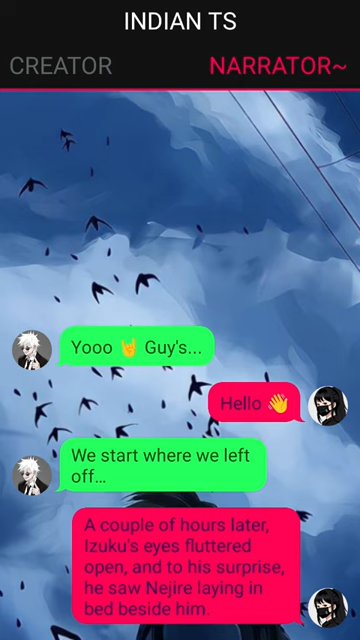 INDIAN TS
CREATOR NARRATOR~
Yooo 🤘 Guy's...
Hello 👋
We start where we left
off...
A couple of hours later,
Izuku's eyes fluttered
open, and to his surprise,
he saw Nejire laying in
bed beside him.